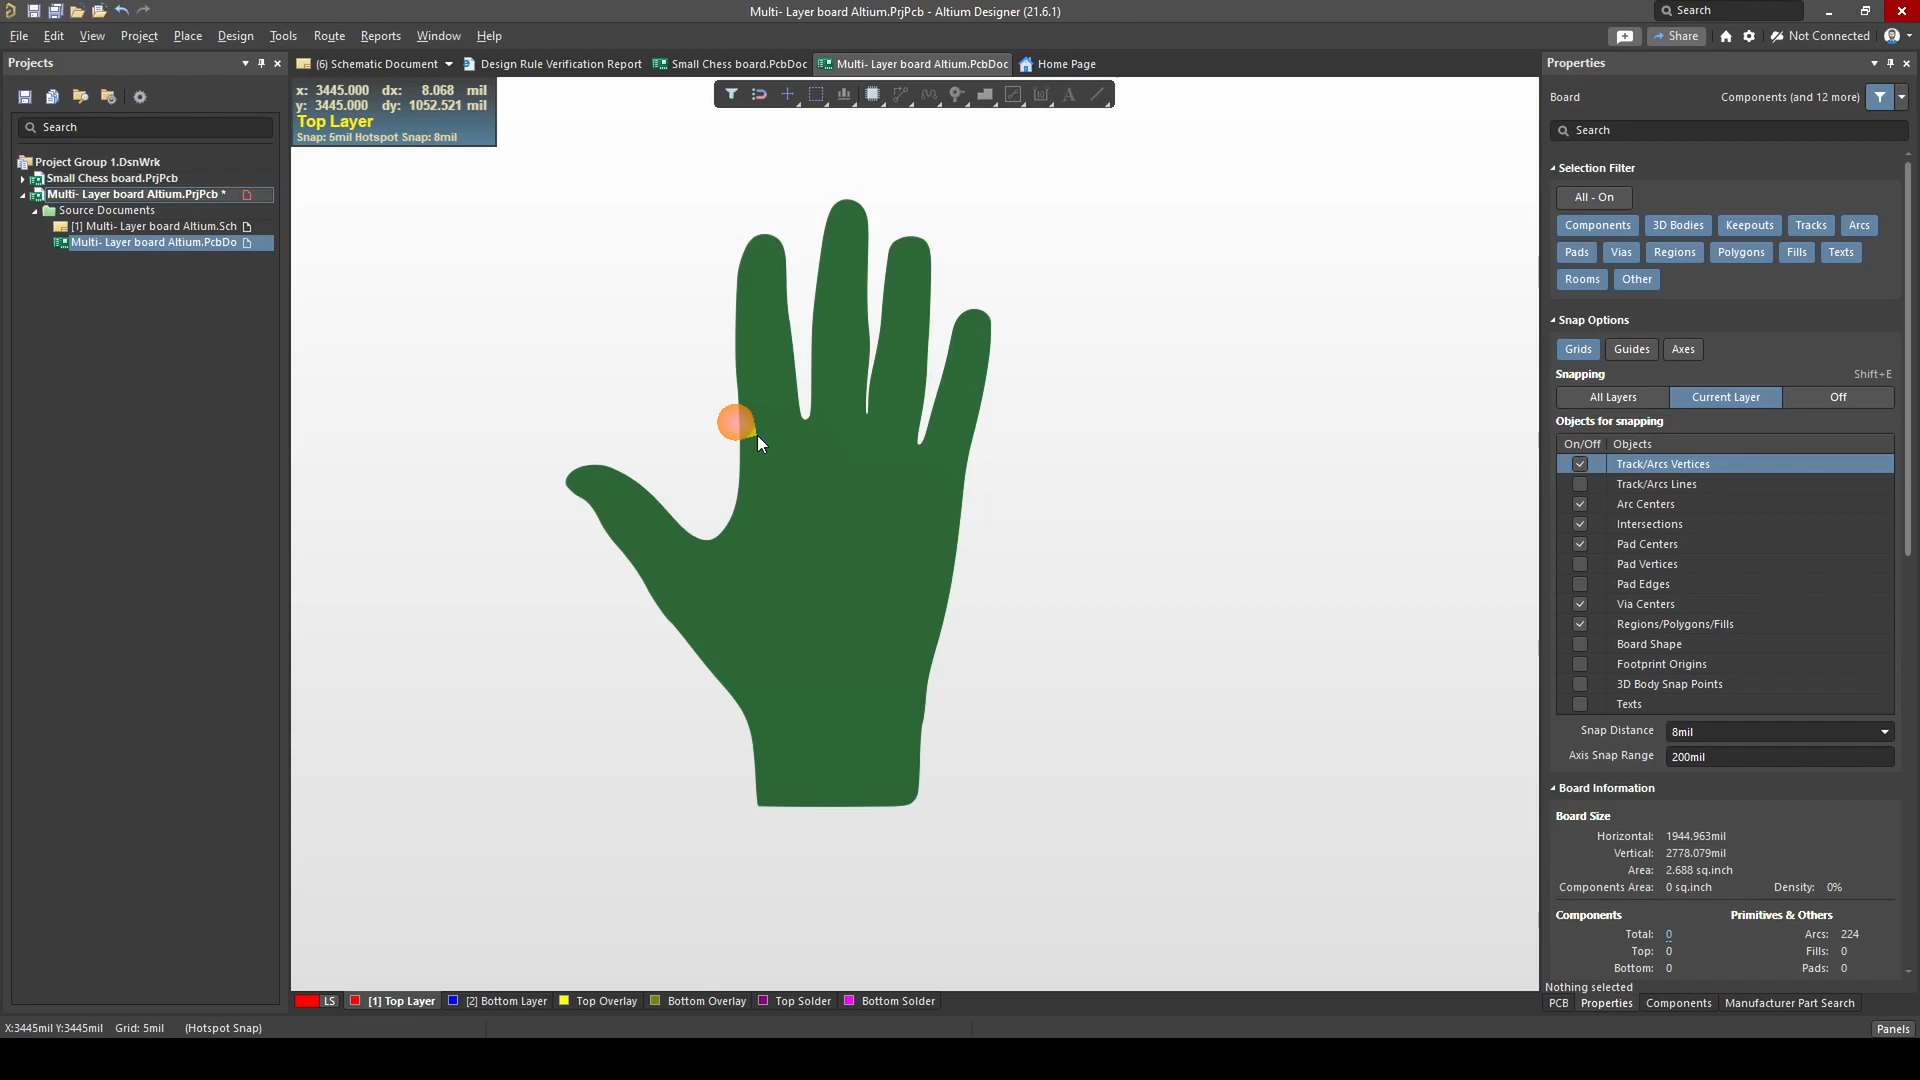 Multi- Layer board Altium.PrjPcb - Altium Designer (21.6.1)
Search
File Edit View Project Place Design Tools Route Reports Window Help
Share
Not Connected
Projects
(6) Schematic Document
Design Rule Verification Report
Small Chess board.PcbDoc
Multi- Layer board Altium.PcbDoc
Home Page
Properties
x: 3445.000 dx: 8.068 mil
y: 3445.000 dy: 1052.521 mil
Top Layer
Snap: 5mil Hotspot Snap: 8mil
Board
Components (and 12 more)
Search
Search
Project Group 1.DsnWrk
Small Chess board.PrjPcb
Multi- Layer board Altium.PrjPcb *
Source Documents
[1] Multi- Layer board Altium.Sch
Multi- Layer board Altium.PcbDo
Selection Filter
All - On
Components 3D Bodies Keepouts Tracks Arcs
Pads Vias Regions Polygons Fills Texts
Rooms Other
Snap Options
Grids Guides Axes
Snapping Shift+E
All Layers Current Layer Off
Objects for snapping
On/Off Objects
Track/Arcs Vertices
Track/Arcs Lines
Arc Centers
Intersections
Pad Centers
Pad Vertices
Pad Edges
Via Centers
Regions/Polygons/Fills
Board Shape
Footprint Origins
3D Body Snap Points
Texts
Snap Distance 8mil
Axis Snap Range 200mil
Board Information
Board Size
Horizontal: 1944.963mil
Vertical: 2778.079mil
Area: 2.688 sq.inch
Components Area: 0 sq.inch Density: 0%
Components Primitives & Others
Total: 0 Arcs: 224
Top: 0 Fills: 0
Bottom: 0 Pads: 0
Nothing selected
LS [1] Top Layer [2] Bottom Layer Top Overlay Bottom Overlay Top Solder Bottom Solder
PCB Properties Components Manufacturer Part Search
X:3445mil Y:3445mil Grid: 5mil (Hotspot Snap)
Panels